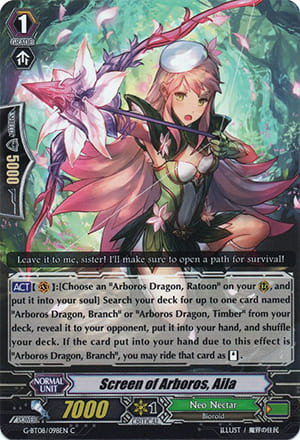 1
GRADE
5000
Leave it to me, sister! I'll make sure to open a path for survival!
ACT [ ]:[Choose an "Arboros Dragon, Ratoon" on your , and
put it into your soul] Search your deck for up to one card named
"Arboros Dragon, Branch" or "Arboros Dragon, Timber" from your
deck, reveal it to your opponent, put it into your hand, and shuffle
your deck. If the card put into your hand due to this effect is
"Arboros Dragon, Branch", you may ride that card as .
NORMAL
UNIT
Screen of Arboros, Aila
POWER
7000
1
CRITICAL
Neo Nectar
Bioroid
G-BT08/098EN C
ILLUST / 魔界の住民